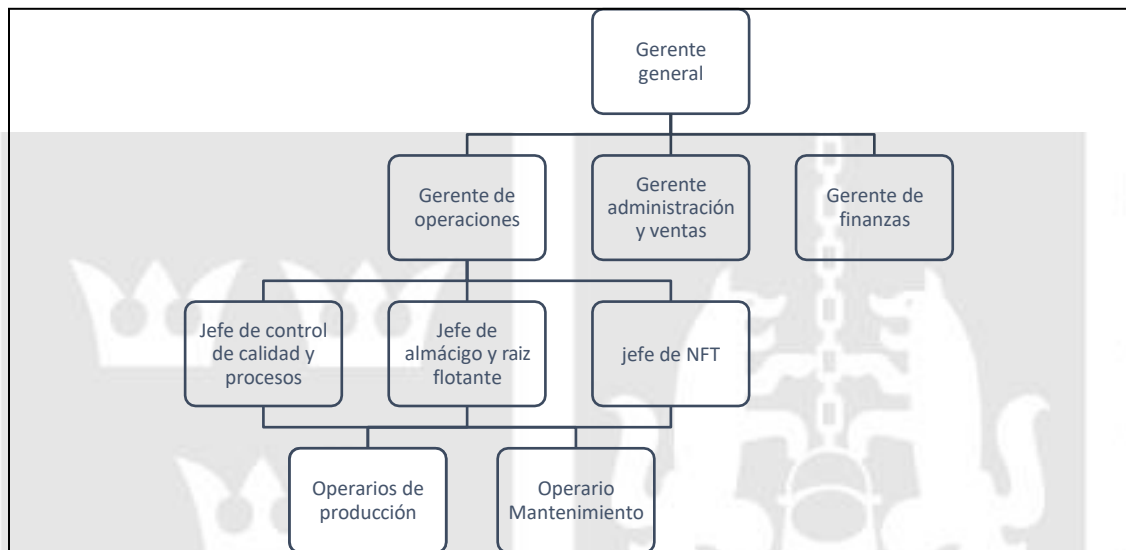 Gerente
general
Gerente de
operaciones
Gerente
administración
y ventas
Gerente de
finanzas
Jefe de control
de calidad y
procesos
Jefe de
almácigo y raiz
flotante
jefe de NFT
Operarios de
producción
Operario
Mantenimiento